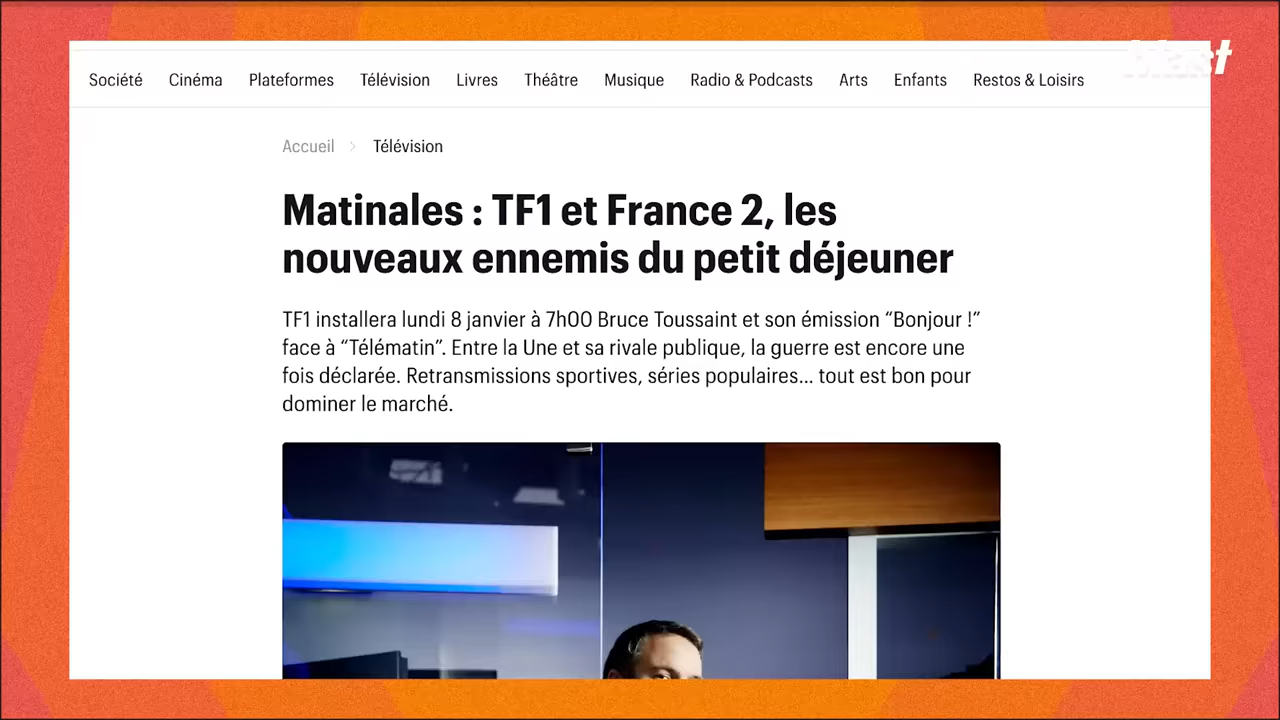 Société Cinéma Plateformes Télévision Livres Théâtre Musique Radio & Podcasts Arts Enfants Restos & Loisirs
Accueil > Télévision
Matinales : TF1 et France 2, les
nouveaux ennemis du petit déjeuner
TF1 installera lundi 8 janvier à 7h00 Bruce Toussaint et son émission “Bonjour !”
face à “Télématin”. Entre la Une et sa rivale publique, la guerre est encore une
fois déclarée. Retransmissions sportives, séries populaires… tout est bon pour
dominer le marché.